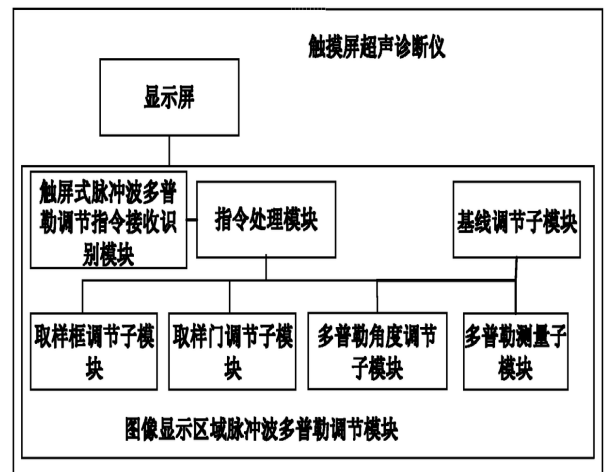 触摸屏超声诊断仪
显示屏
触屏式脉冲波多普
勒调节指令接收识
别模块
指令处理模块
基线调节子模块
取样框调节子模
块
取样门调节子模
块
多普勒角度调节
子模块
多普勒测量子
模块
图像显示区域脉冲波多普勒调节模块